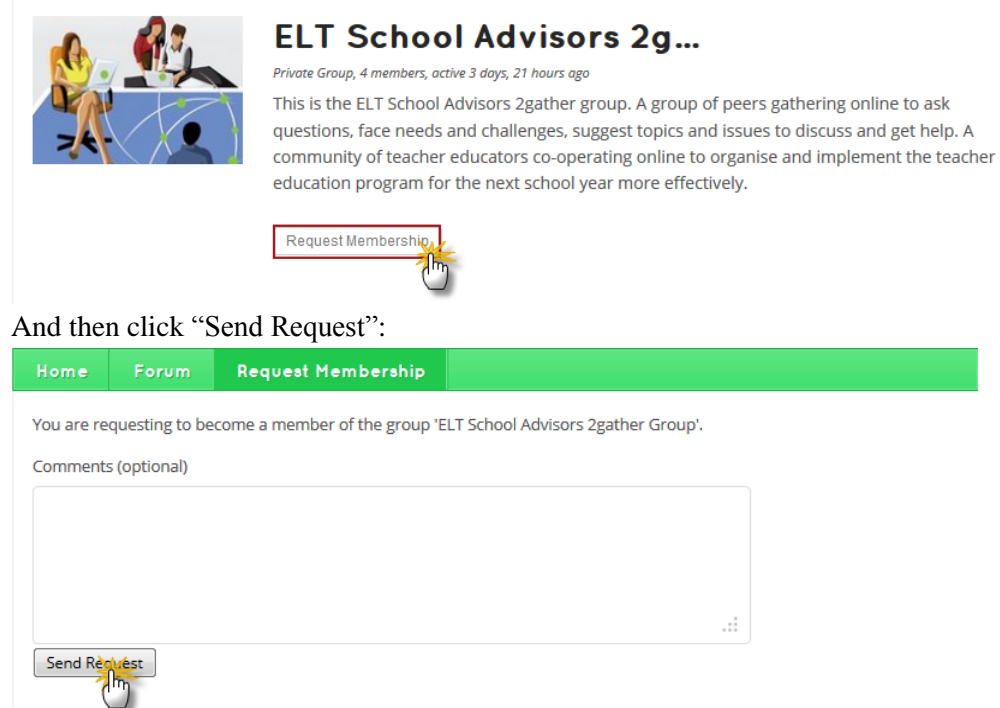 ELT School Advisors 2g...
Private Group, 4 members, active 3 days, 21 hours ago
This is the ELT School Advisors 2gather group. A group of peers gathering online to ask
questions, face needs and challenges, suggest topics and issues to discuss and get help. A
community of teacher educators co-operating online to organise and implement the teacher
education program for the next school year more effectively.
Request Membership
And then click “Send Request”:
Home Forum Request Membership
You are requesting to become a member of the group 'ELT School Advisors 2gather Group'.
Comments (optional)
Send Request